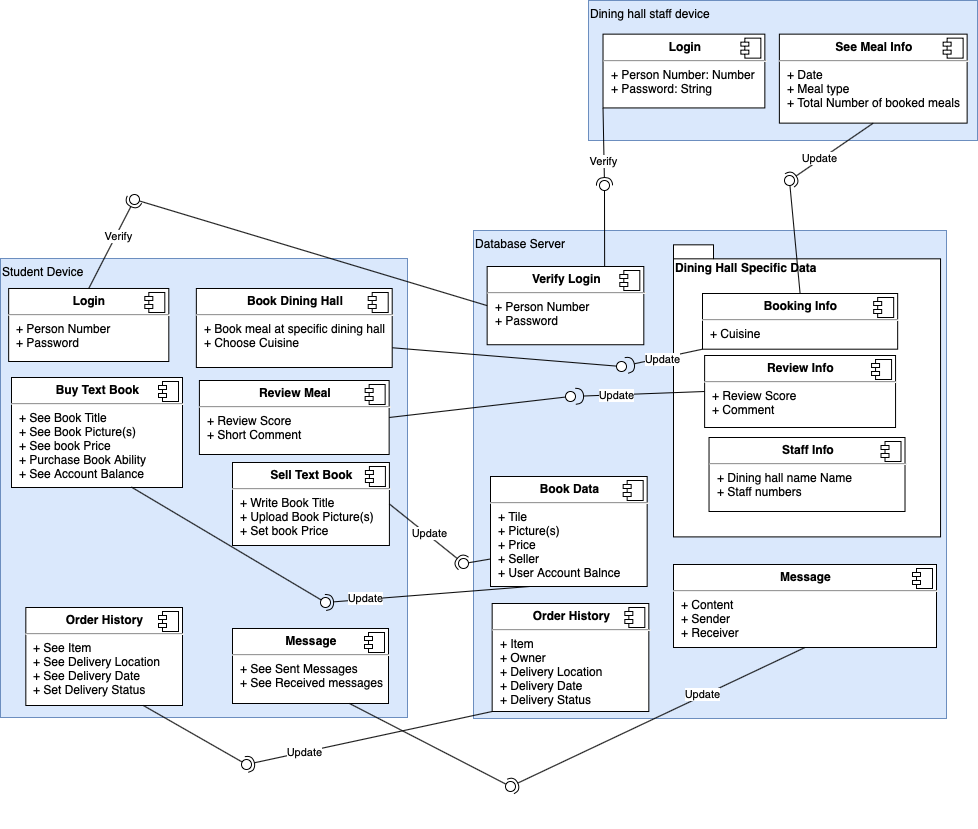 Dining hall staff device
Login
+ Person Number: Number
+ Password: String
See Meal Info
+ Date
+ Meal type
+ Total Number of booked meals
Verify
Update
Verify
Student Device
Login
+ Person Number
+ Password
Book Dining Hall
+ Book meal at specific dining hall
+ Choose Cuisine
Buy Text Book
+ See Book Title
+ See Book Picture(s)
+ See book Price
+ Purchase Book Ability
+ See Account Balance
Review Meal
+ Review Score
+ Short Comment
Sell Text Book
+ Write Book Title
+ Upload Book Picture(s)
+ Set book Price
Order History
+ See Item
+ See Delivery Location
+ See Delivery Date
+ Set Delivery Status
Message
+ See Sent Messages
+ See Received messages
Database Server
Verify Login
+ Person Number
+ Password
Dining Hall Specific Data
Booking Info
+ Cuisine
Update
Review Info
+ Review Score
+ Comment
Update
Staff Info
+ Dining hall name Name
+ Staff numbers
Book Data
+ Tile
+ Picture(s)
+ Price
+ Seller
+ User Account Balnce
Update
Update
Order History
+ Item
+ Owner
+ Delivery Location
+ Delivery Date
+ Delivery Status
Message
+ Content
+ Sender
+ Receiver
Update
Update